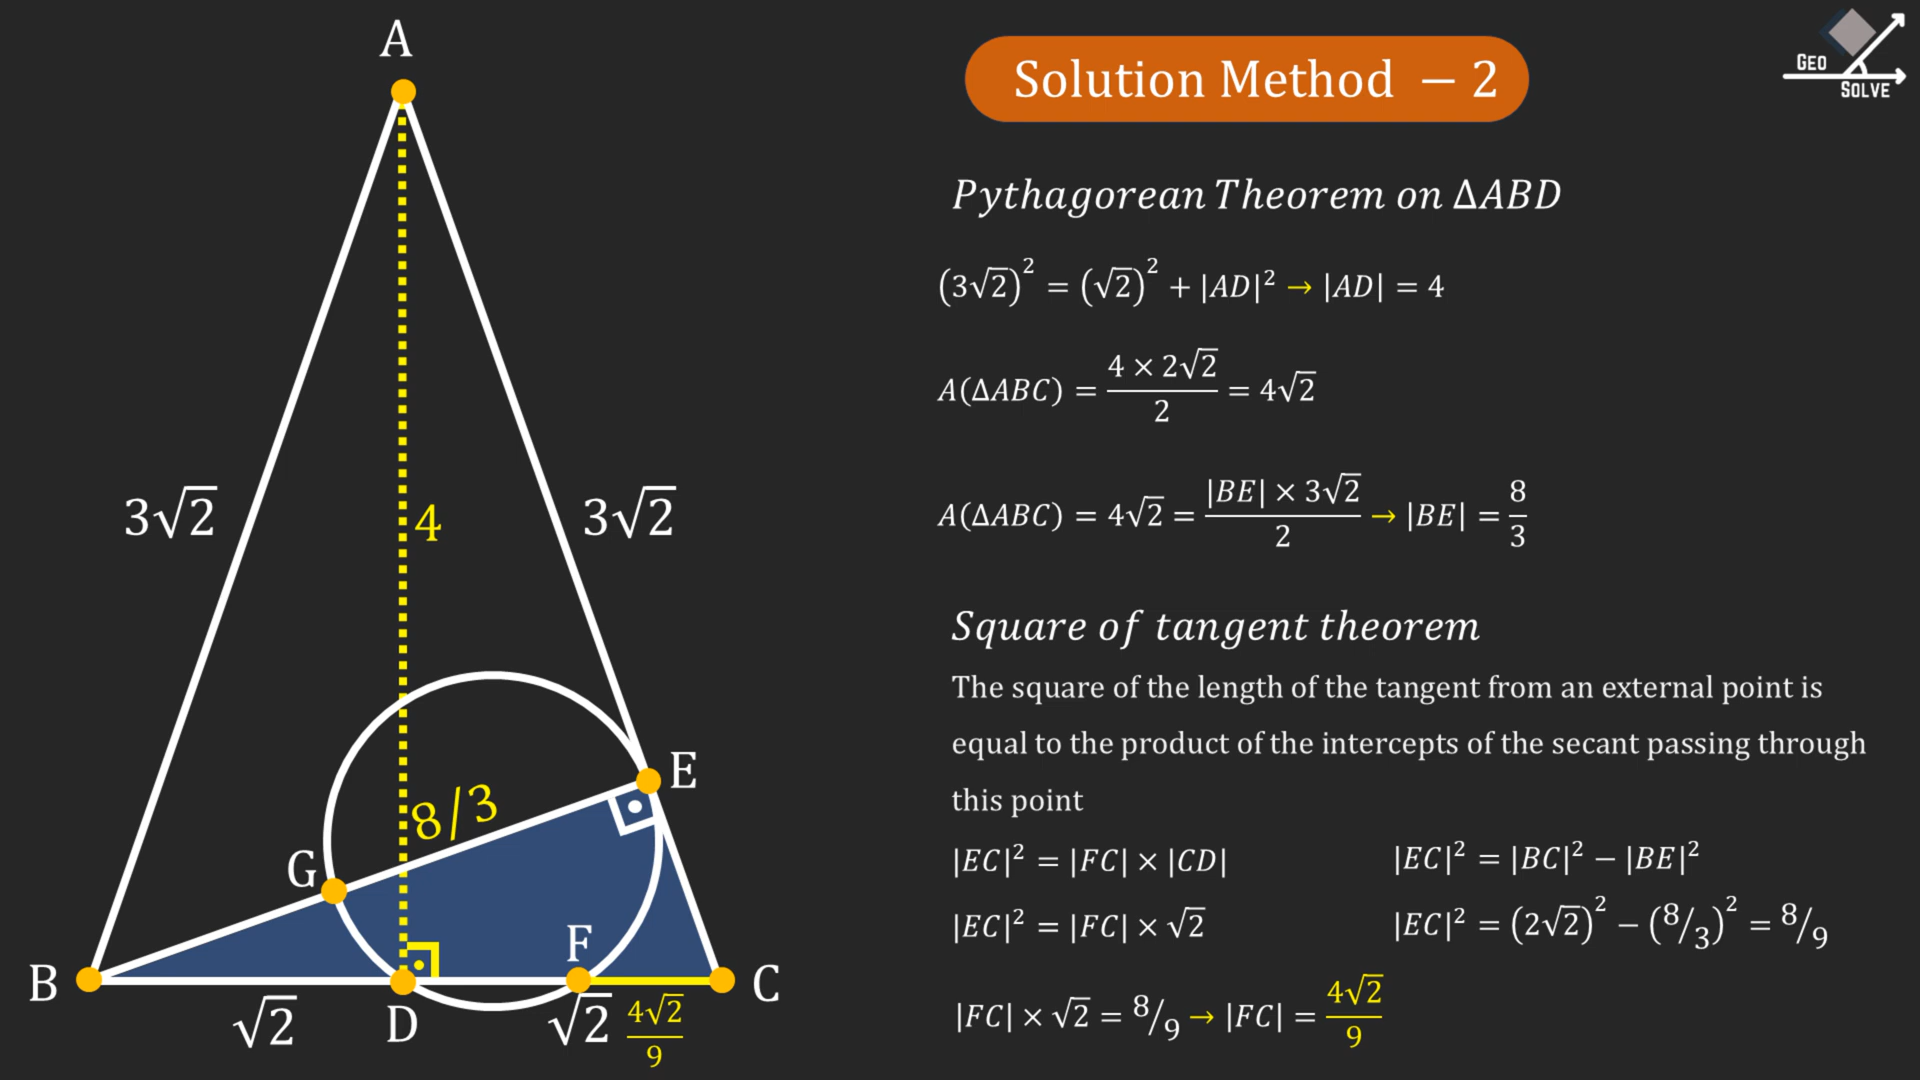 A
Solution Method − 2
GEO
SOLVE
Pythagorean Theorem on ΔABD
(3√2)² = (√2)² + |AD|² → |AD| = 4
A(ΔABC) = (4 × 2√2)/2 = 4√2
3√2
4
3√2
A(ΔABC) = 4√2 = (|BE| × 3√2)/2 → |BE| = 8/3
Square of tangent theorem
The square of the length of the tangent from an external point is
equal to the product of the intercepts of the secant passing through
this point
E
8/3
G
|EC|² = |FC| × |CD|
|EC|² = |BC|² − |BE|²
|EC|² = |FC| × √2
|EC|² = (2√2)² − (8/3)² = 8/9
F
B
C
|FC| × √2 = 8/9 → |FC| = 4√2/9
√2
D
√2
4√2/9